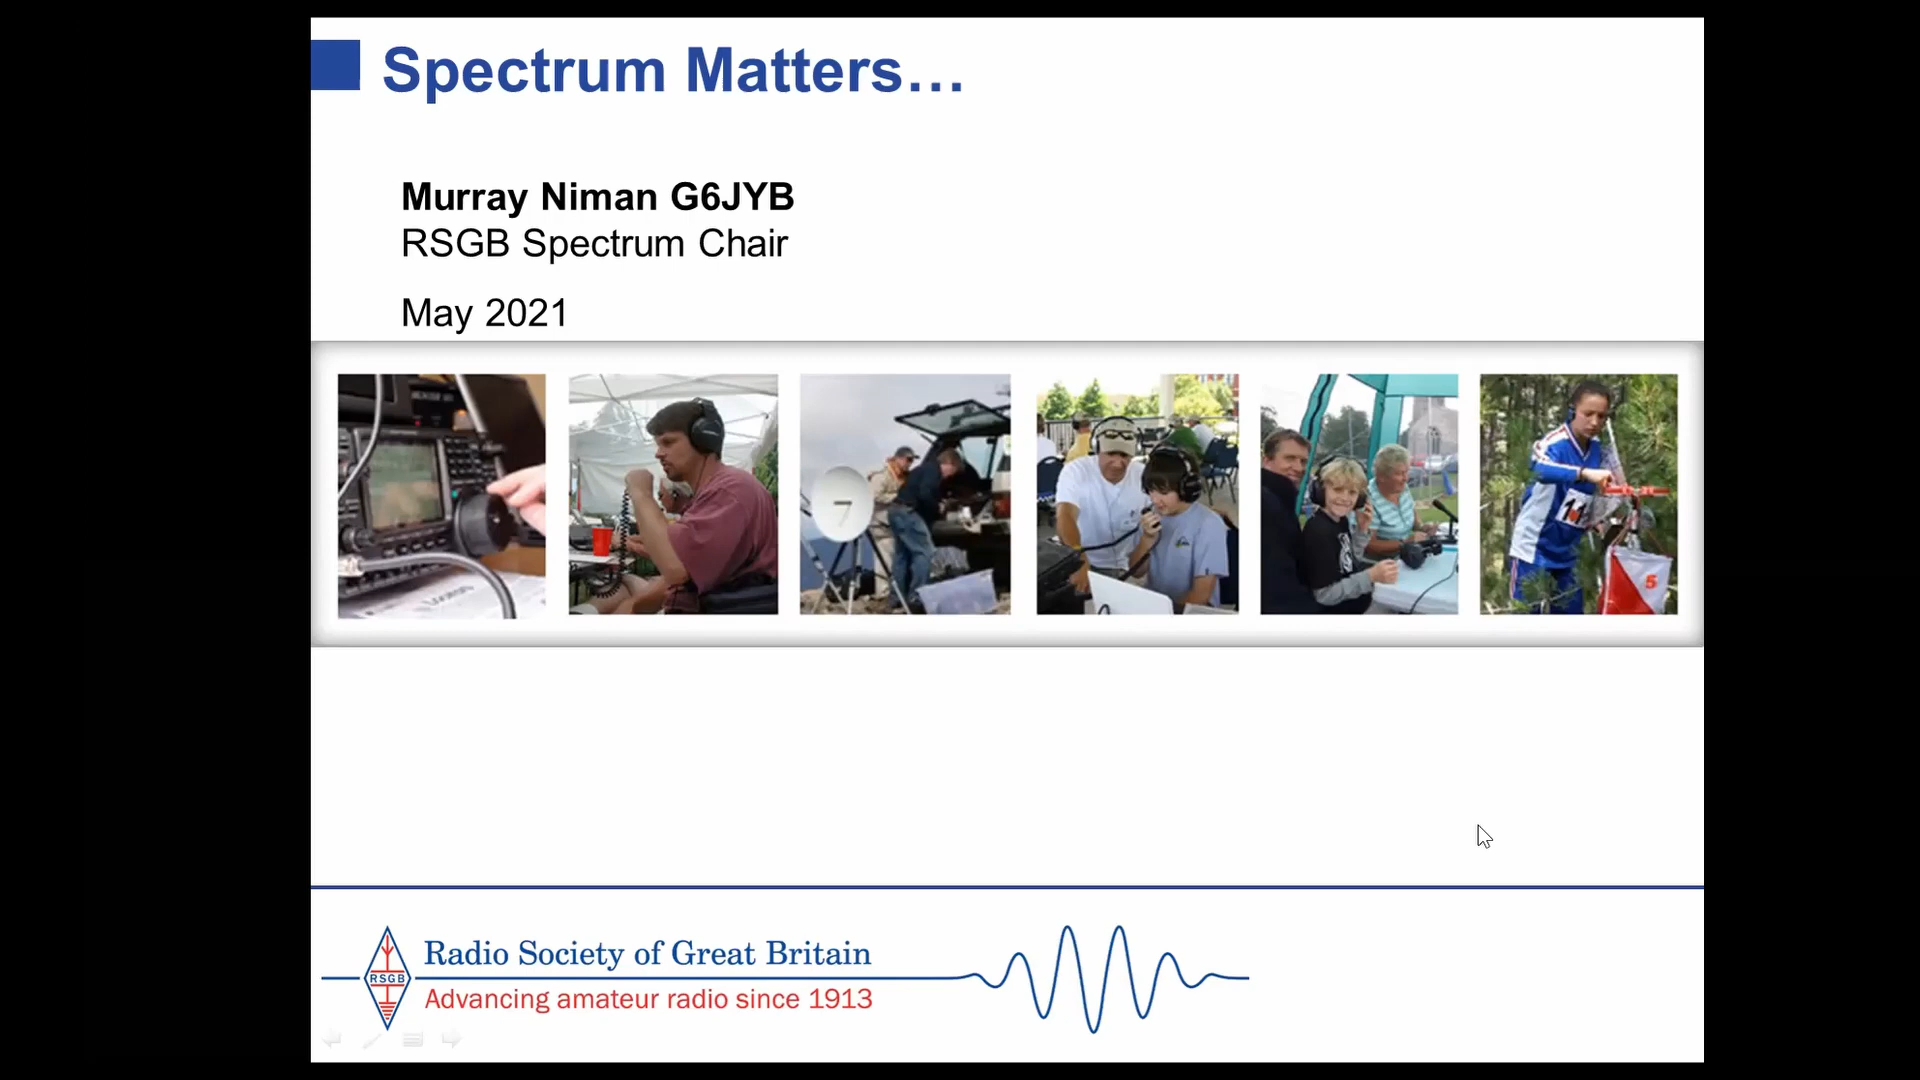 Spectrum Matters…
Murray Niman G6JYB
RSGB Spectrum Chair
May 2021
5
Radio Society of Great Britain
RSGB
Advancing amateur radio since 1913